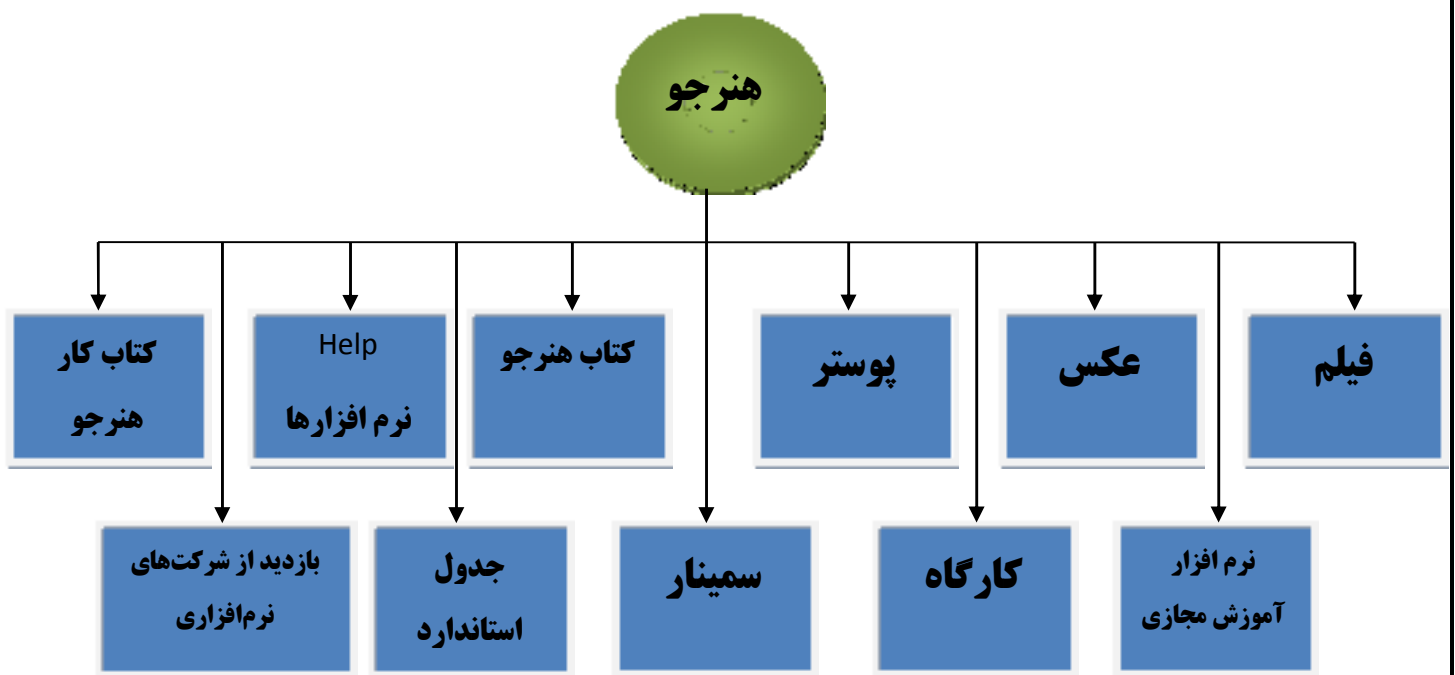 هنرجو
فیلم
عکس
پوستر
کتاب هنرجو
Help
نرم افزارها
کتاب کار
هنرجو
نرم افزار
آموزش مجازی
کارگاه
سمینار
جدول
استاندارد
بازدید از شرکت‌های
نرم‌افزاری